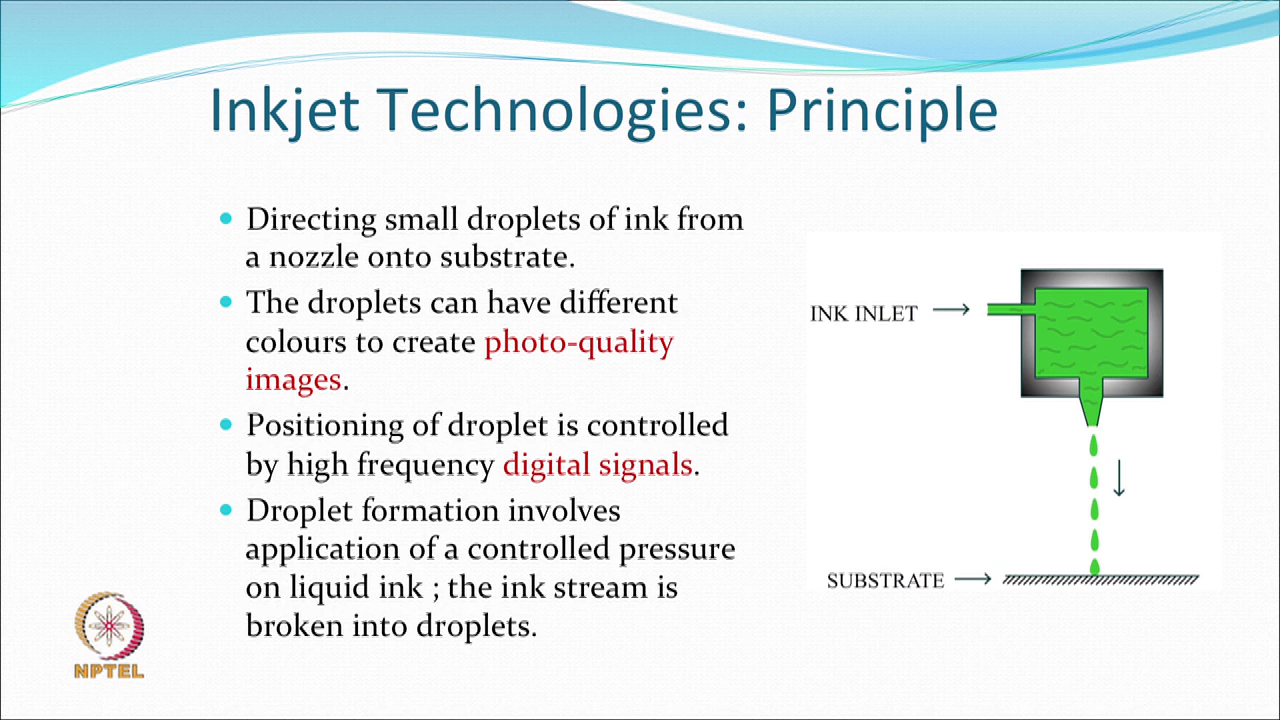 Inkjet Technologies: Principle
Directing small droplets of ink from
a nozzle onto substrate.
The droplets can have different
colours to create photo-quality
images.
Positioning of droplet is controlled
by high frequency digital signals.
Droplet formation involves
application of a controlled pressure
on liquid ink ; the ink stream is
broken into droplets.
INK INLET
SUBSTRATE
NPTEL